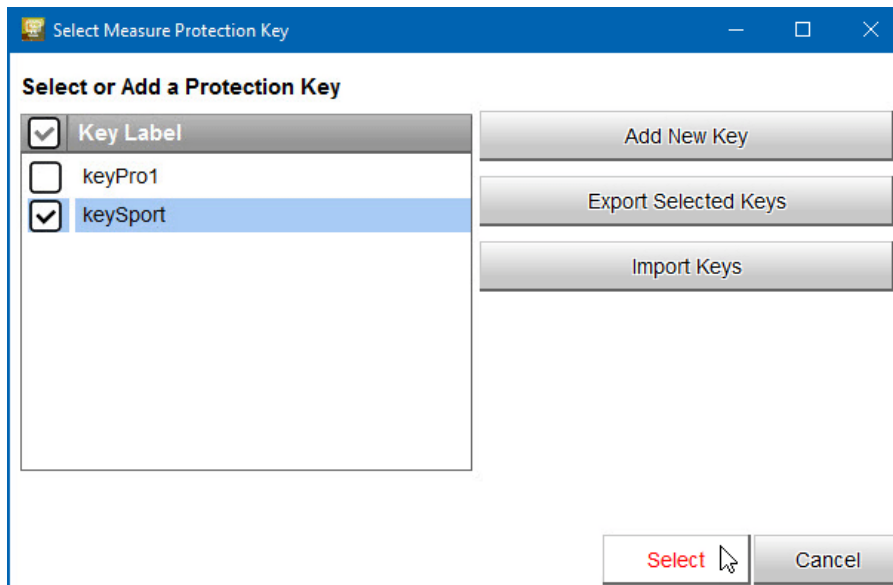 Select Measure Protection Key
Select or Add a Protection Key
Key Label
keyPro1
keySport
Add New Key
Export Selected Keys
Import Keys
Select
Cancel